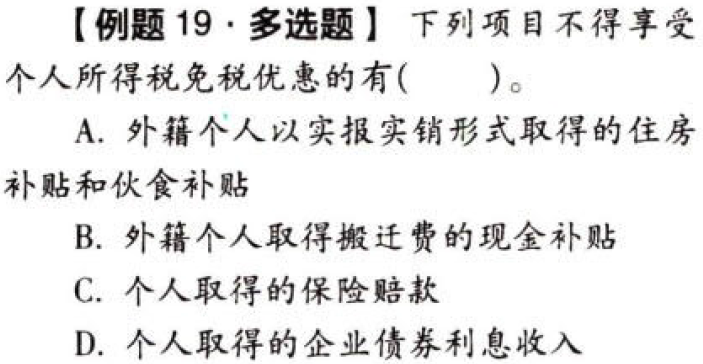 【例题 19·多选题】 下列项目不得享受
个人所得税免税优惠的有(　　)。
A. 外籍个人以实报实销形式取得的住房
补贴和伙食补贴
B. 外籍个人取得搬迁费的现金补贴
C. 个人取得的保险赔款
D. 个人取得的企业债券利息收入